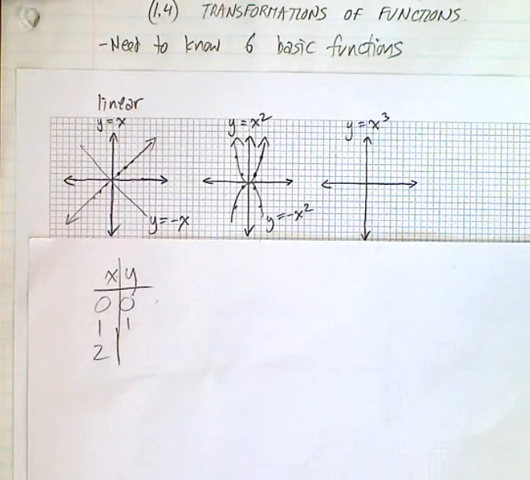 (1.4) TRANSFORMATIONS OF FUNCTIONS.
-Need to know 6 basic functions
linear
y=x
y=x²
y=x³
y=-x
y=-x²
x y
0 0
1 1
2